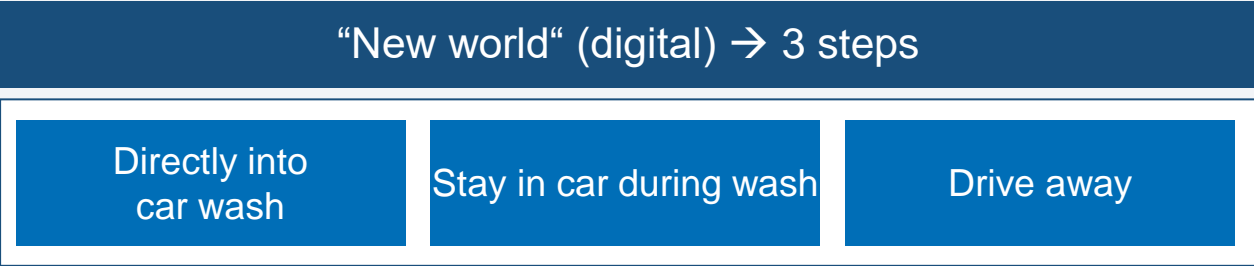 “New world“ (digital) → 3 steps
Directly into
car wash
Stay in car during wash
Drive away